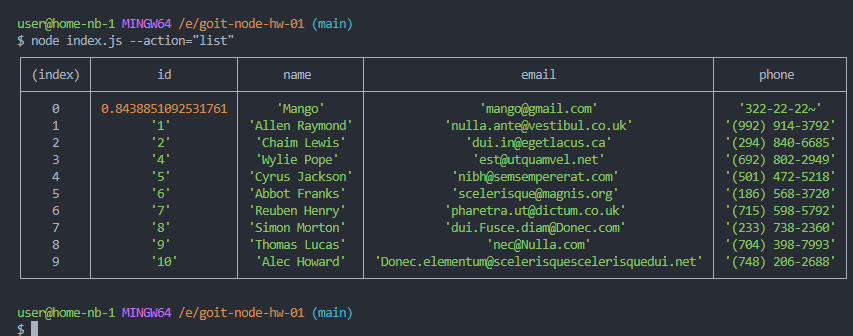 user@home-nb-1 MINGW64 /e/goit-node-hw-01 (main)
$ node index.js --action="list"
(index) id name email phone
0 0.8438851092531761 'Mango' 'mango@gmail.com' '322-22-22~'
1 '1' 'Allen Raymond' 'nulla.ante@vestibul.co.uk' '(992) 914-3792'
2 '2' 'Chaim Lewis' 'dui.in@egetlacus.ca' '(294) 840-6685'
3 '4' 'Wylie Pope' 'est@utquamvel.net' '(692) 802-2949'
4 '5' 'Cyrus Jackson' 'nibh@semsempererat.com' '(501) 472-5218'
5 '6' 'Abbot Franks' 'scelerisque@magnis.org' '(186) 568-3720'
6 '7' 'Reuben Henry' 'pharetra.ut@dictum.co.uk' '(715) 598-5792'
7 '8' 'Simon Morton' 'dui.Fusce.diam@Donec.com' '(233) 738-2360'
8 '9' 'Thomas Lucas' 'nec@Nulla.com' '(704) 398-7993'
9 '10' 'Alec Howard' 'Donec.elementum@scelerisquescelerisquedui.net' '(748) 206-2688'
user@home-nb-1 MINGW64 /e/goit-node-hw-01 (main)
$